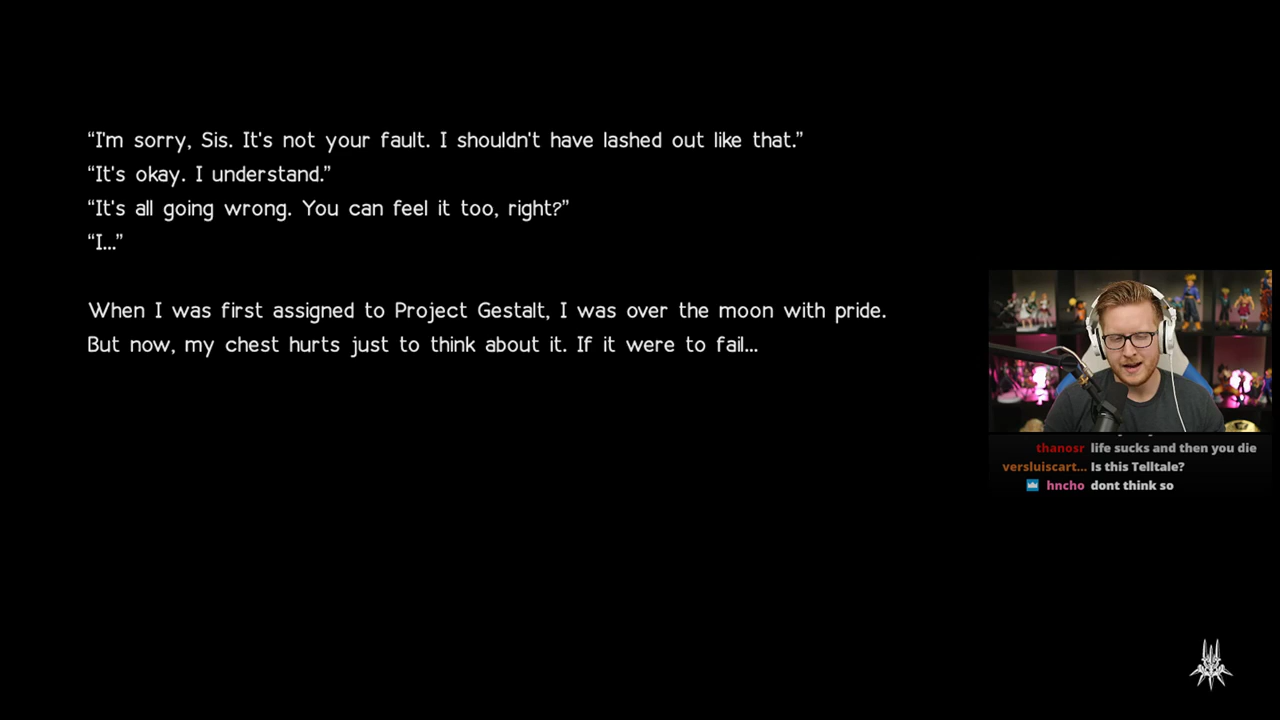 “I'm sorry, Sis. It's not your fault. I shouldn't have lashed out like that.”
“It's okay. I understand.”
“It's all going wrong. You can feel it too, right?”
“I...”
When I was first assigned to Project Gestalt, I was over the moon with pride.
But now, my chest hurts just to think about it. If it were to fail...
thanosr life sucks and then you die
versluiscart... Is this Telltale?
hncho dont think so